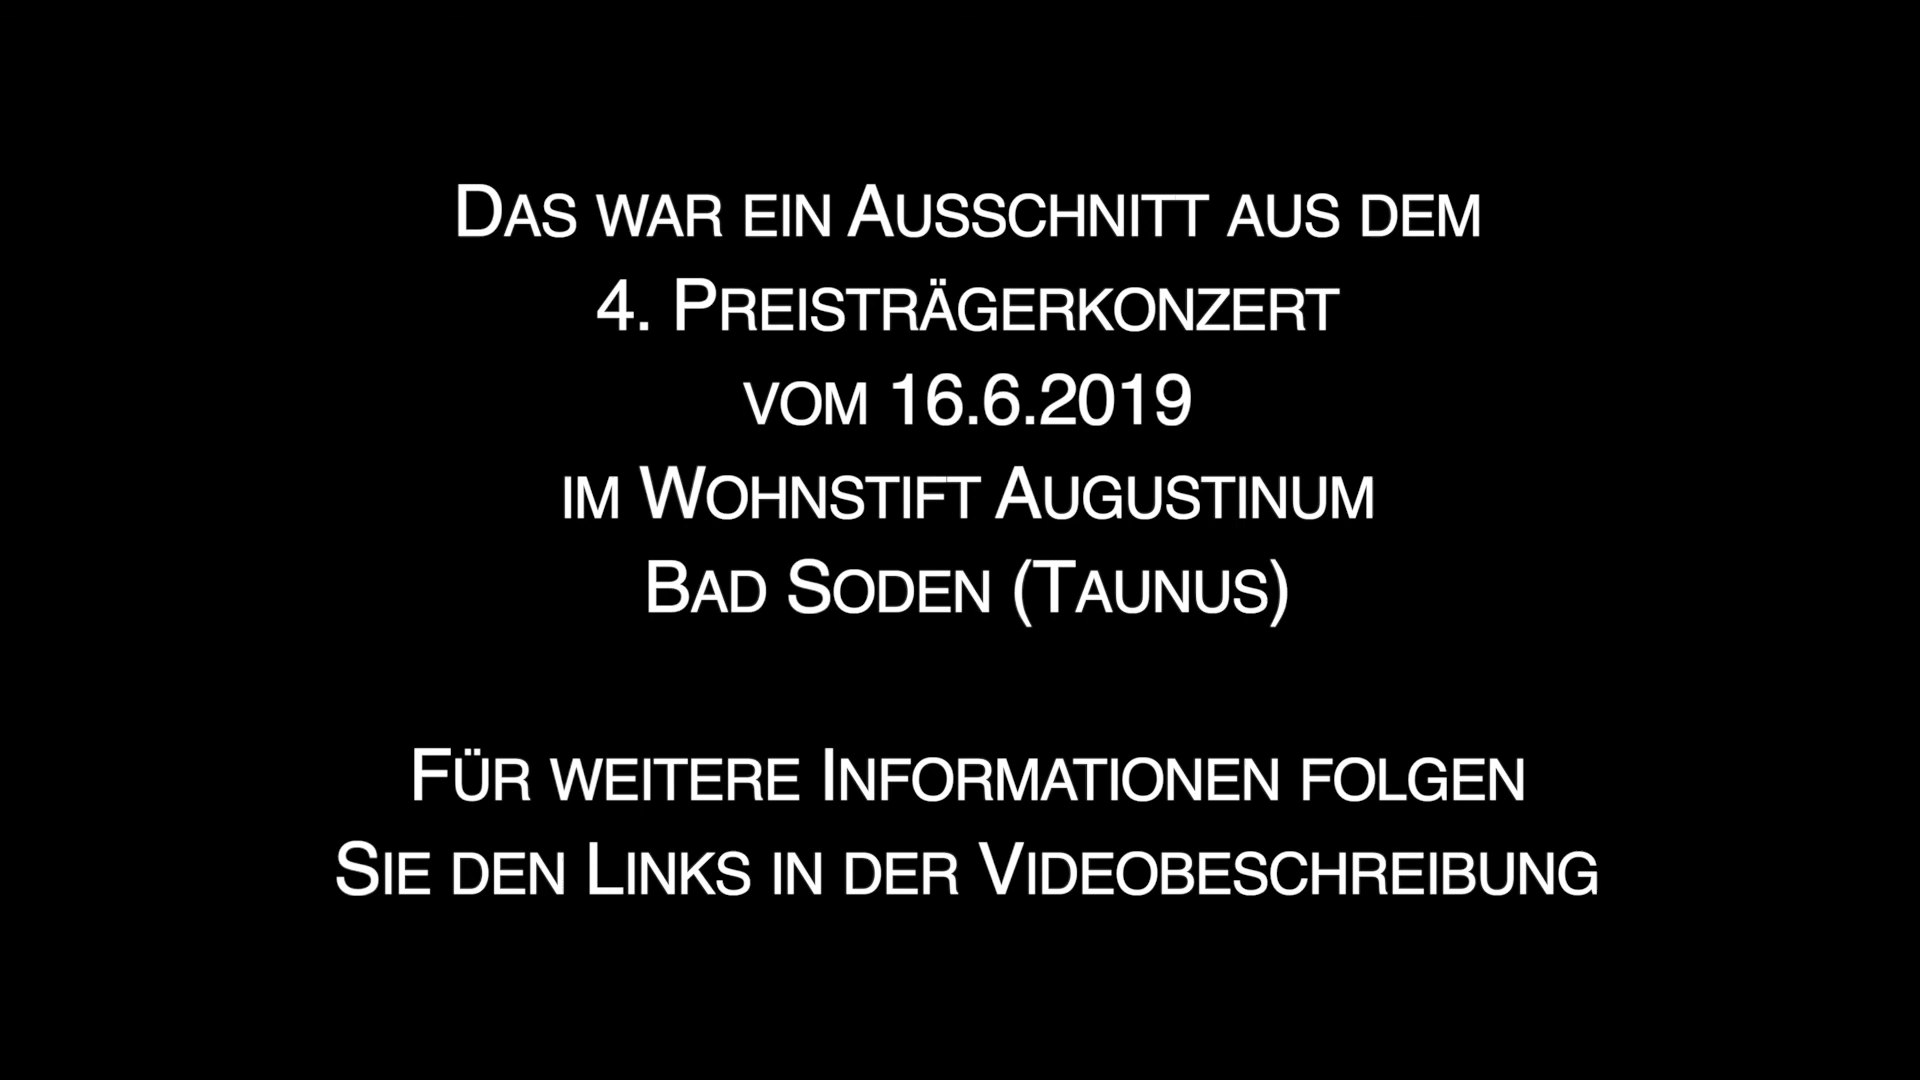 Das war ein Ausschnitt aus dem
4. Preisträgerkonzert
vom 16.6.2019
im Wohnstift Augustinum
Bad Soden (Taunus)
Für weitere Informationen folgen
Sie den Links in der Videobeschreibung